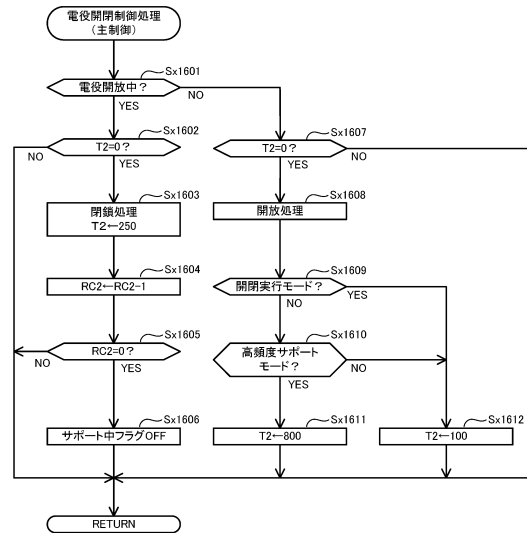 電役開閉制御処理
（主制御）
Sx1601
電役開放中？
NO
YES
Sx1602
T2=0？
NO
YES
Sx1607
T2=0？
NO
YES
Sx1603
閉鎖処理
T2←250
Sx1608
開放処理
Sx1604
RC2←RC2-1
Sx1609
開閉実行モード？
YES
NO
Sx1605
RC2=0？
NO
YES
Sx1610
高頻度サポート
モード？
NO
YES
Sx1606
サポート中フラグOFF
Sx1611
T2←800
Sx1612
T2←100
RETURN